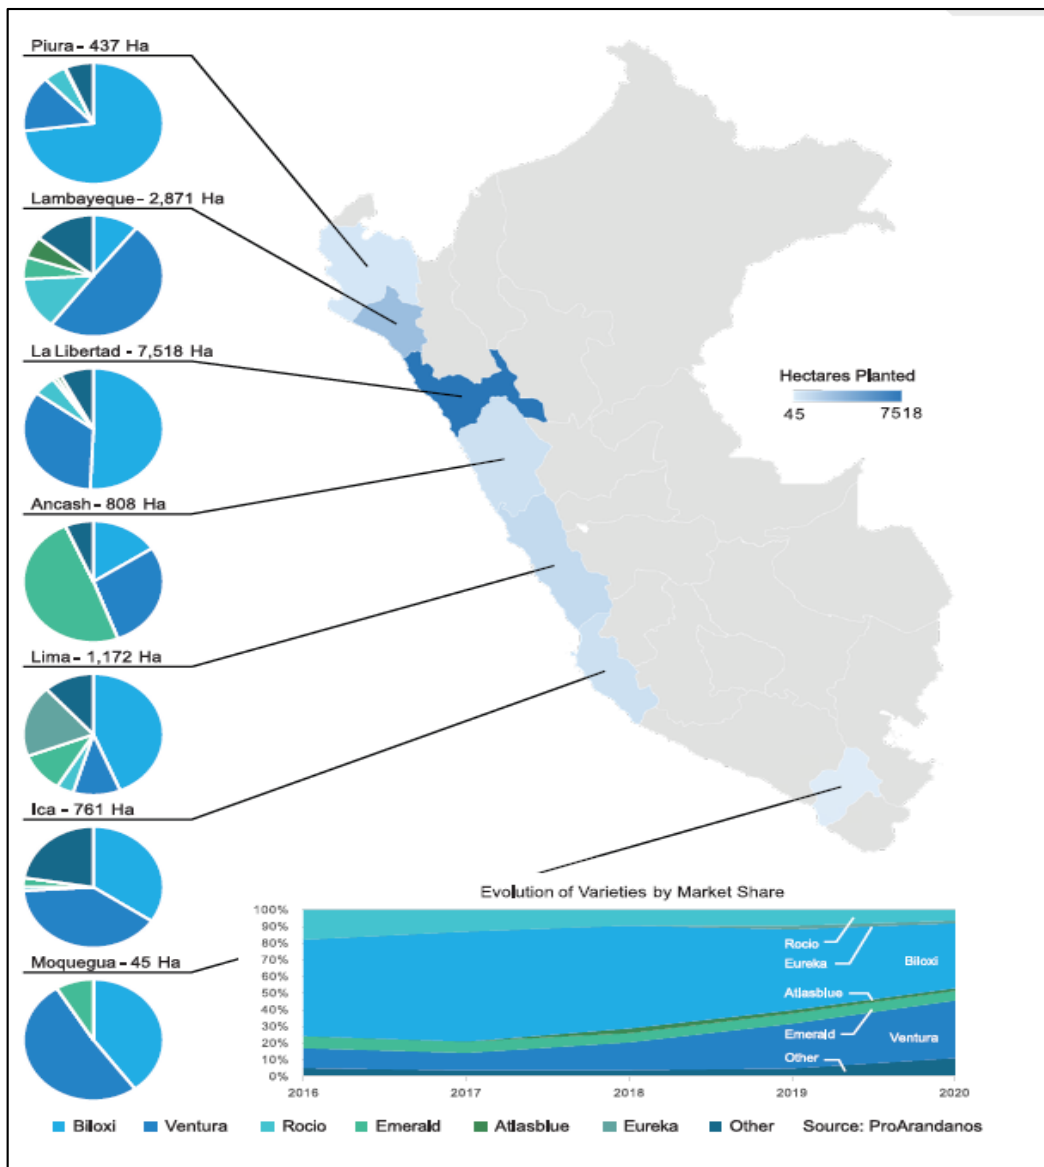 Piura - 437 Ha
Lambayeque - 2,871 Ha
La Libertad - 7,518 Ha
Hectares Planted
45 7518
Ancash - 808 Ha
Lima - 1,172 Ha
Ica - 761 Ha
Moquegua - 45 Ha
Evolution of Varieties by Market Share
100%
90%
80%
70%
60%
50%
40%
30%
20%
10%
0%
Rocio
Eureka
Biloxi
Atlasblue
Emerald
Ventura
Other
2016 2017 2018 2019 2020
Biloxi Ventura Rocio Emerald Atlasblue Eureka Other Source: ProArandanos